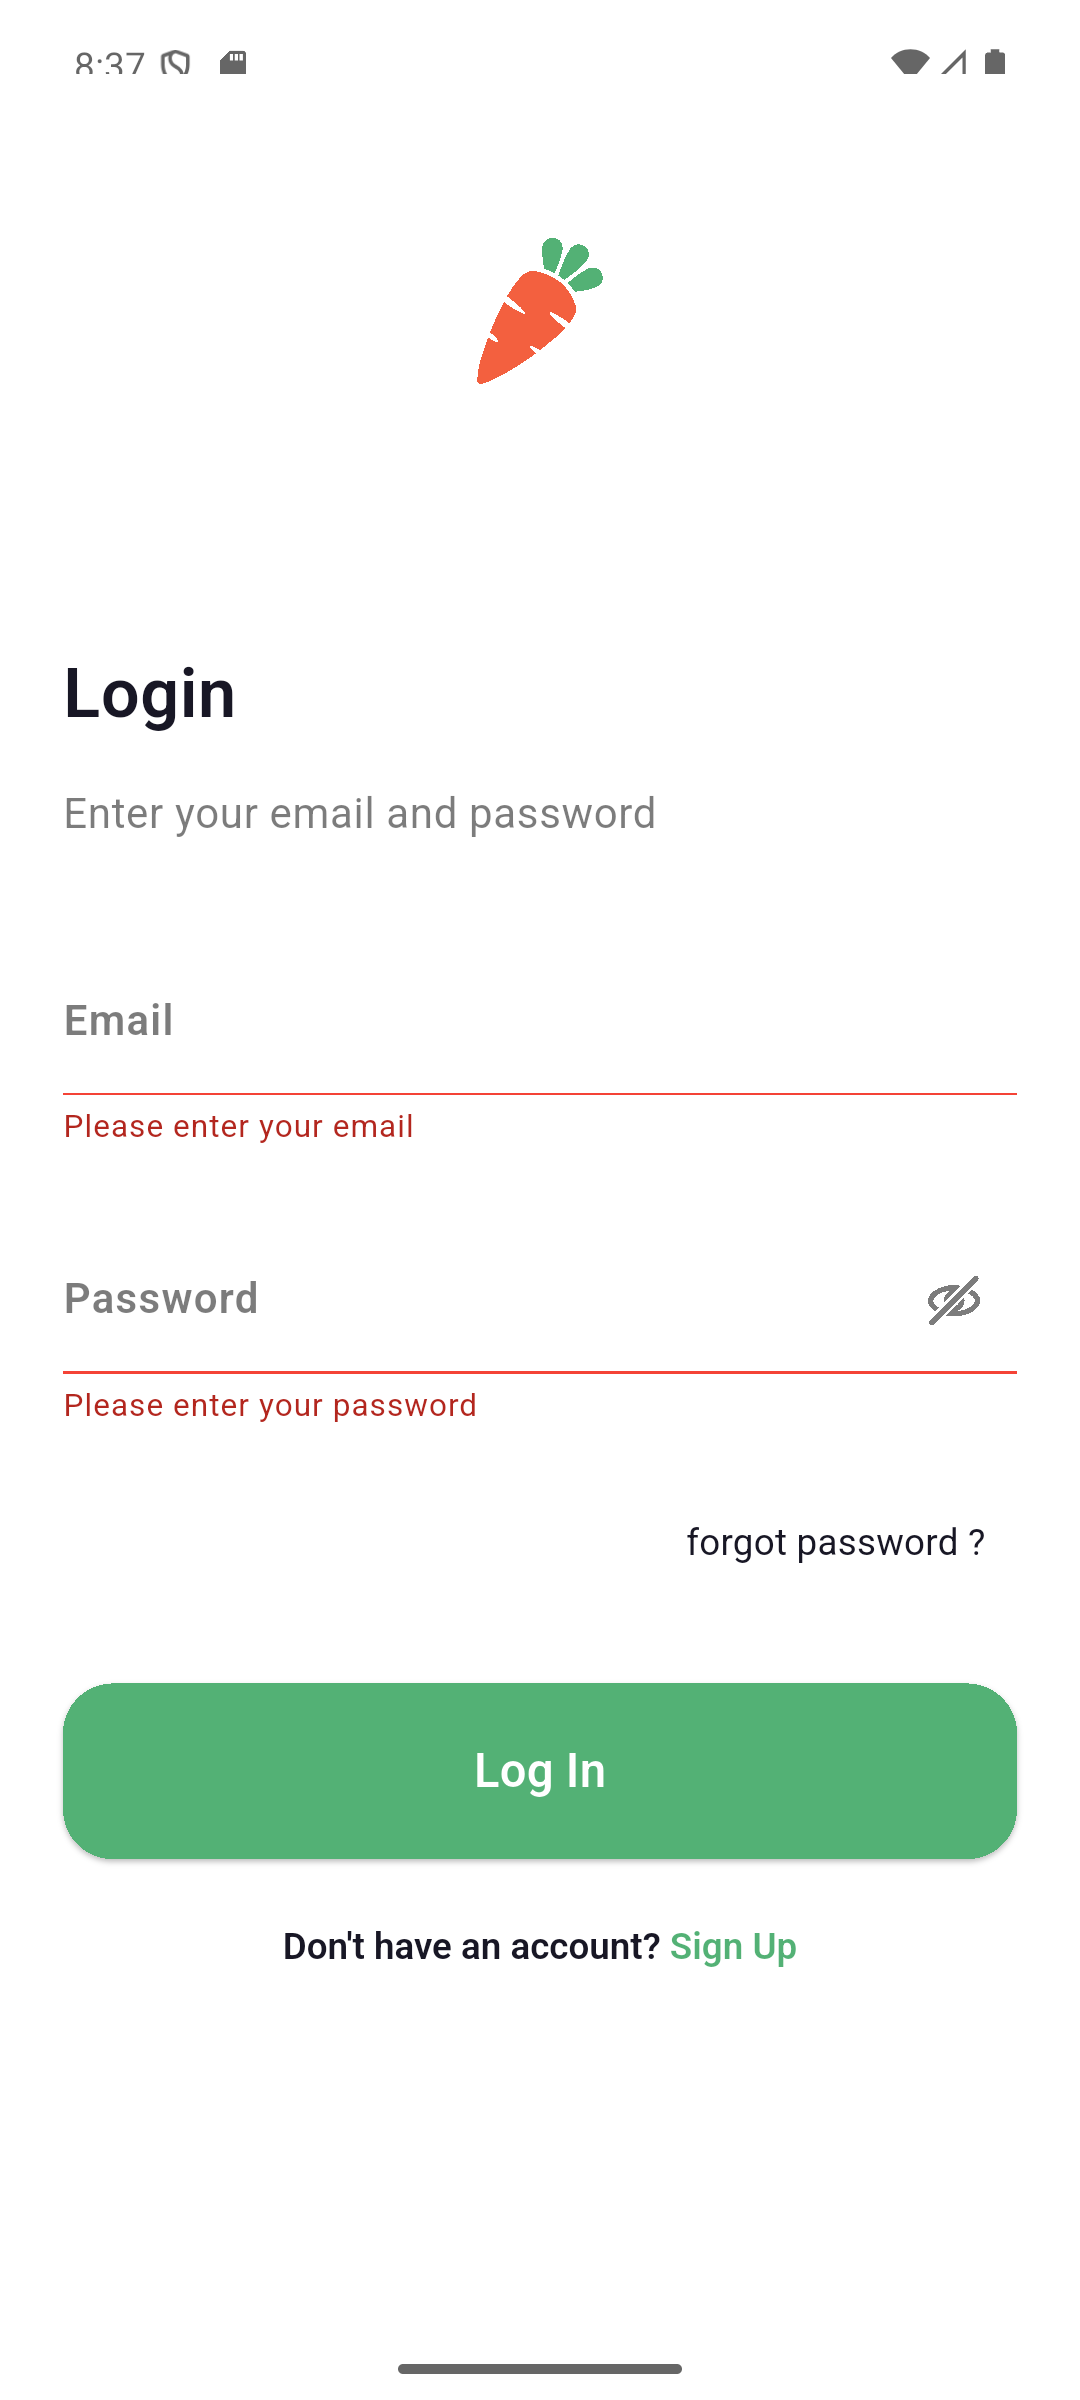 8:37
Login
Enter your email and password
Email
Please enter your email
Password
Please enter your password
forgot password ?
Log In
Don't have an account? Sign Up